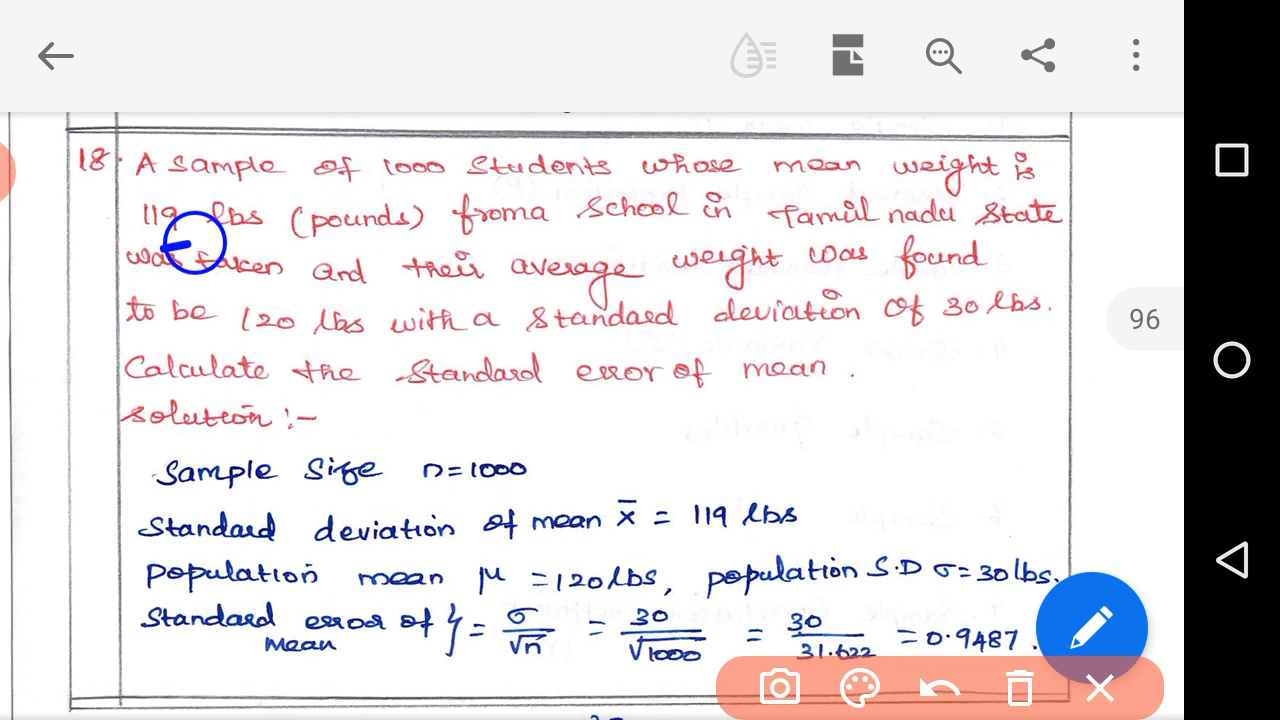 18. A Sample of 1000 Students whose mean weight is
119 lbs (pounds) from a School in Tamil nadu State
was taken and their average weight was found
to be 120 lbs with a Standard deviation of 30 lbs.
Calculate the Standard error of mean.
Solution :-
Sample Size n=1000
Standard deviation of mean x̄ = 119 lbs
Population mean μ = 120 lbs, population S.D σ = 30 lbs.
Standard error of Mean } = σ/√n = 30/√1000 = 30/31.622 = 0.9487.
96